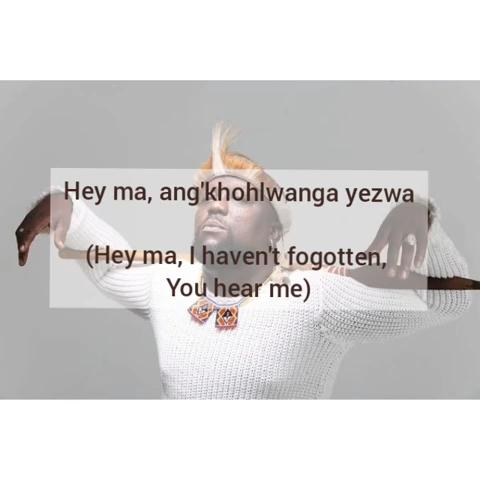 Hey ma, ang'khohlwanga yezwa
(Hey ma, I haven't fogotten,
You hear me)